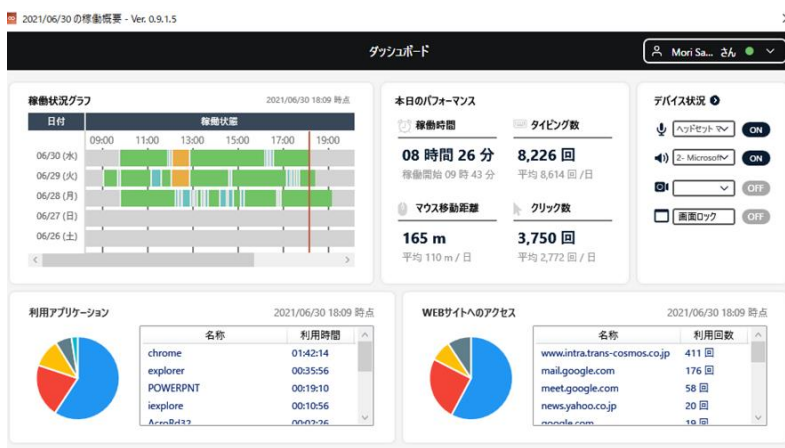 2021/06/30 の稼働概要 - Ver. 0.9.1.5
ダッシュボード
Mori Sa... さん
稼働状況グラフ
2021/06/30 18:09 時点
日付
稼働状態
09:00 11:00 13:00 15:00 17:00 19:00
06/30 (水)
06/29 (火)
06/28 (月)
06/27 (日)
06/26 (土)
本日のパフォーマンス
稼働時間
08 時間 26 分
稼働開始 09 時 43 分
タイピング数
8,226 回
平均 8,614 回 /日
マウス移動距離
165 m
平均 110 m / 日
クリック数
3,750 回
平均 2,772 回 / 日
デバイス状況
ヘッドセット マ ON
2- Microsoft ON
OFF
画面ロック OFF
利用アプリケーション
2021/06/30 18:09 時点
名称 利用時間
chrome 01:42:14
explorer 00:35:56
POWERPNT 00:19:10
iexplore 00:10:56
AcroRd32 00:02:26
WEBサイトへのアクセス
2021/06/30 18:09 時点
名称 利用回数
www.intra.trans-cosmos.co.jp 411 回
mail.google.com 176 回
meet.google.com 58 回
news.yahoo.co.jp 20 回
google.com 19 回